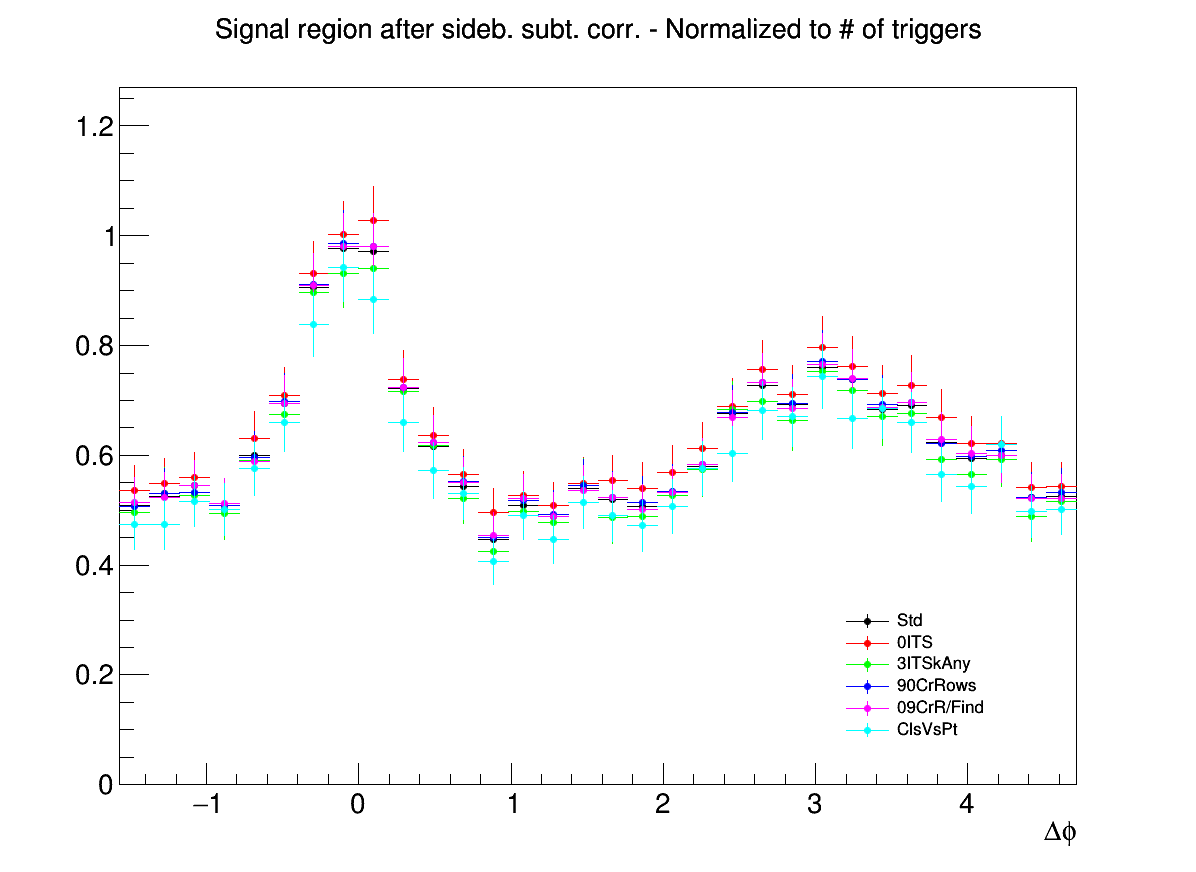 Signal region after sideb. subt. corr. - Normalized to # of triggers
1.2
1
0.8
0.6
0.4
0.2
0
Std
0ITS
3ITSkAny
90CrRows
09CrR/Find
ClsVsPt
−1 0 1 2 3 4
Δϕ